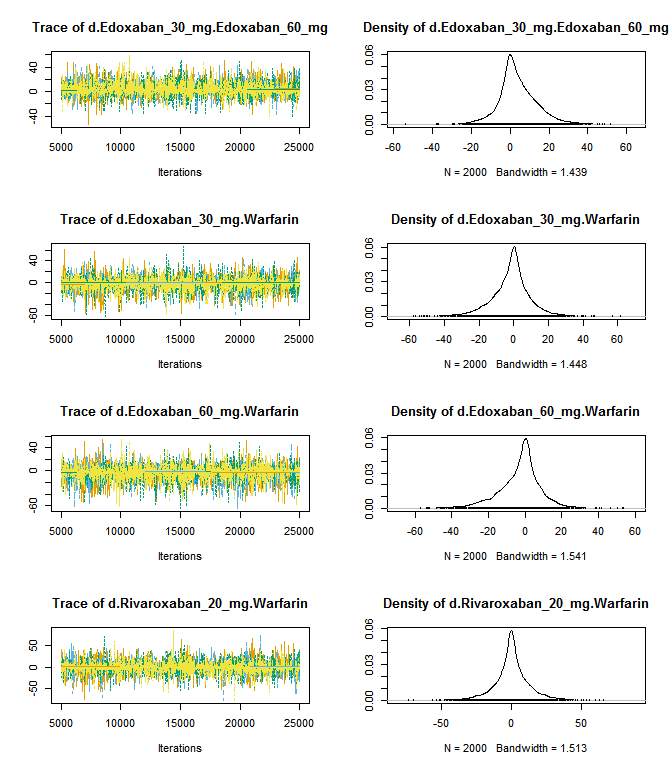 Trace of d.Edoxaban_30_mg.Edoxaban_60_mg
40
0
-40
5000 10000 15000 20000 25000
Iterations
Density of d.Edoxaban_30_mg.Edoxaban_60_mg
0.06
0.03
0.00
-60 -40 -20 0 20 40 60
N = 2000 Bandwidth = 1.439
Trace of d.Edoxaban_30_mg.Warfarin
40
0
-60
5000 10000 15000 20000 25000
Iterations
Density of d.Edoxaban_30_mg.Warfarin
0.06
0.03
0.00
-60 -40 -20 0 20 40 60
N = 2000 Bandwidth = 1.448
Trace of d.Edoxaban_60_mg.Warfarin
40
0
-60
5000 10000 15000 20000 25000
Iterations
Density of d.Edoxaban_60_mg.Warfarin
0.06
0.03
0.00
-60 -40 -20 0 20 40 60
N = 2000 Bandwidth = 1.541
Trace of d.Rivaroxaban_20_mg.Warfarin
50
0
-50
5000 10000 15000 20000 25000
Iterations
Density of d.Rivaroxaban_20_mg.Warfarin
0.06
0.03
0.00
-50 0 50
N = 2000 Bandwidth = 1.513